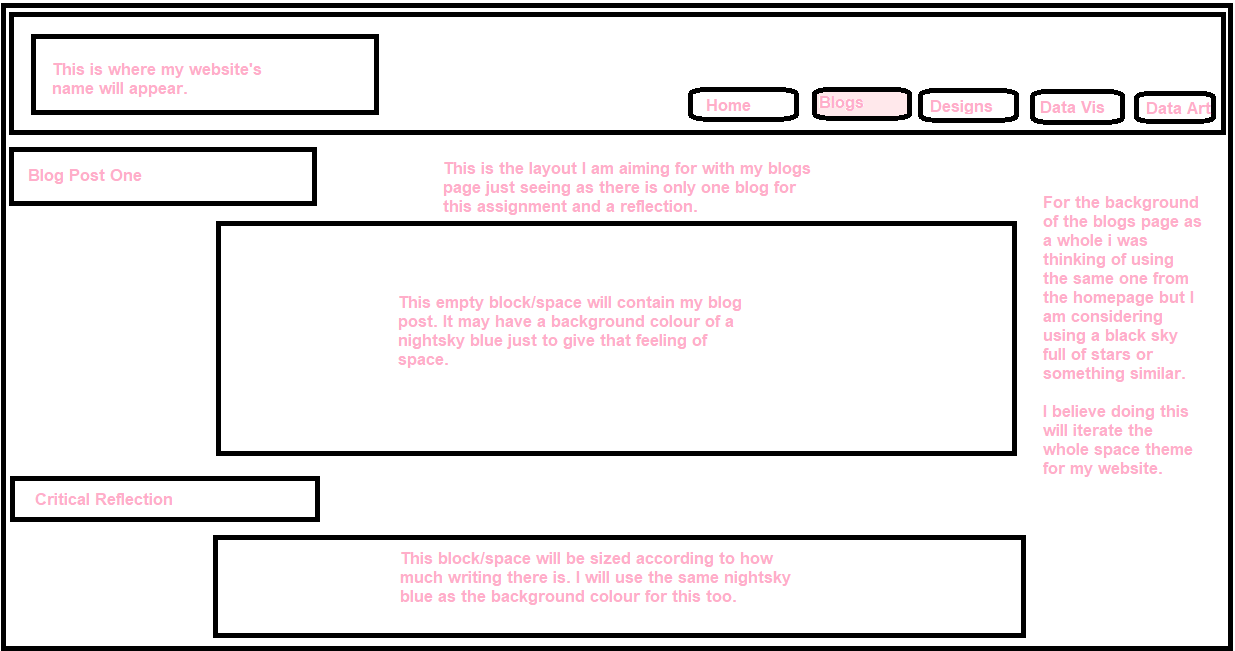 This is where my website's
name will appear.
Home
Blogs
Designs
Data Vis
Data Art
Blog Post One
This is the layout I am aiming for with my blogs
page just seeing as there is only one blog for
this assignment and a reflection.
For the background
of the blogs page as
a whole i was
thinking of using
the same one from
the homepage but I
am considering
using a black sky
full of stars or
something similar.
I believe doing this
will iterate the
whole space theme
for my website.
This empty block/space will contain my blog
post. It may have a background colour of a
nightsky blue just to give that feeling of
space.
Critical Reflection
This block/space will be sized according to how
much writing there is. I will use the same nightsky
blue as the background colour for this too.